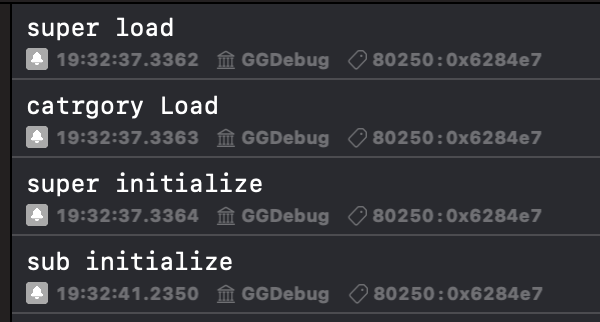 super load
19:32:37.3362 GGDebug 80250:0x6284e7
catrgory Load
19:32:37.3363 GGDebug 80250:0x6284e7
super initialize
19:32:37.3364 GGDebug 80250:0x6284e7
sub initialize
19:32:41.2350 GGDebug 80250:0x6284e7